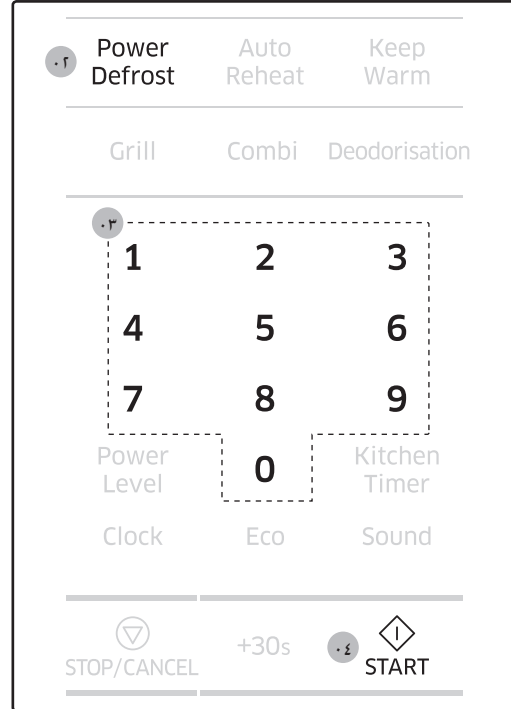 Power Auto Keep
٠٢ Defrost Reheat Warm
Grill Combi Deodorisation
٠٣
1 2 3
4 5 6
7 8 9
Power 0 Kitchen
Level Timer
Clock Eco Sound
STOP/CANCEL +30s ٠٤ START